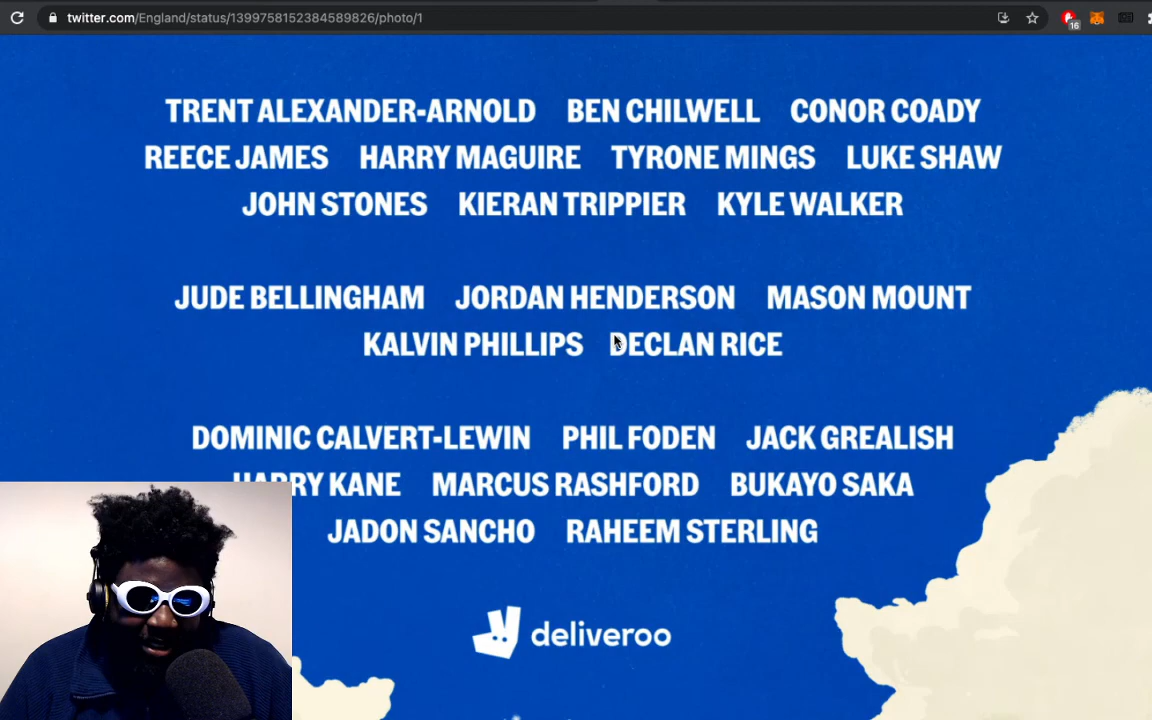 twitter.com/England/status/1399758152384589826/photo/1
16
TRENT ALEXANDER-ARNOLD BEN CHILWELL CONOR COADY
REECE JAMES HARRY MAGUIRE TYRONE MINGS LUKE SHAW
JOHN STONES KIERAN TRIPPIER KYLE WALKER
JUDE BELLINGHAM JORDAN HENDERSON MASON MOUNT
KALVIN PHILLIPS DECLAN RICE
DOMINIC CALVERT-LEWIN PHIL FODEN JACK GREALISH
HARRY KANE MARCUS RASHFORD BUKAYO SAKA
JADON SANCHO RAHEEM STERLING
deliveroo